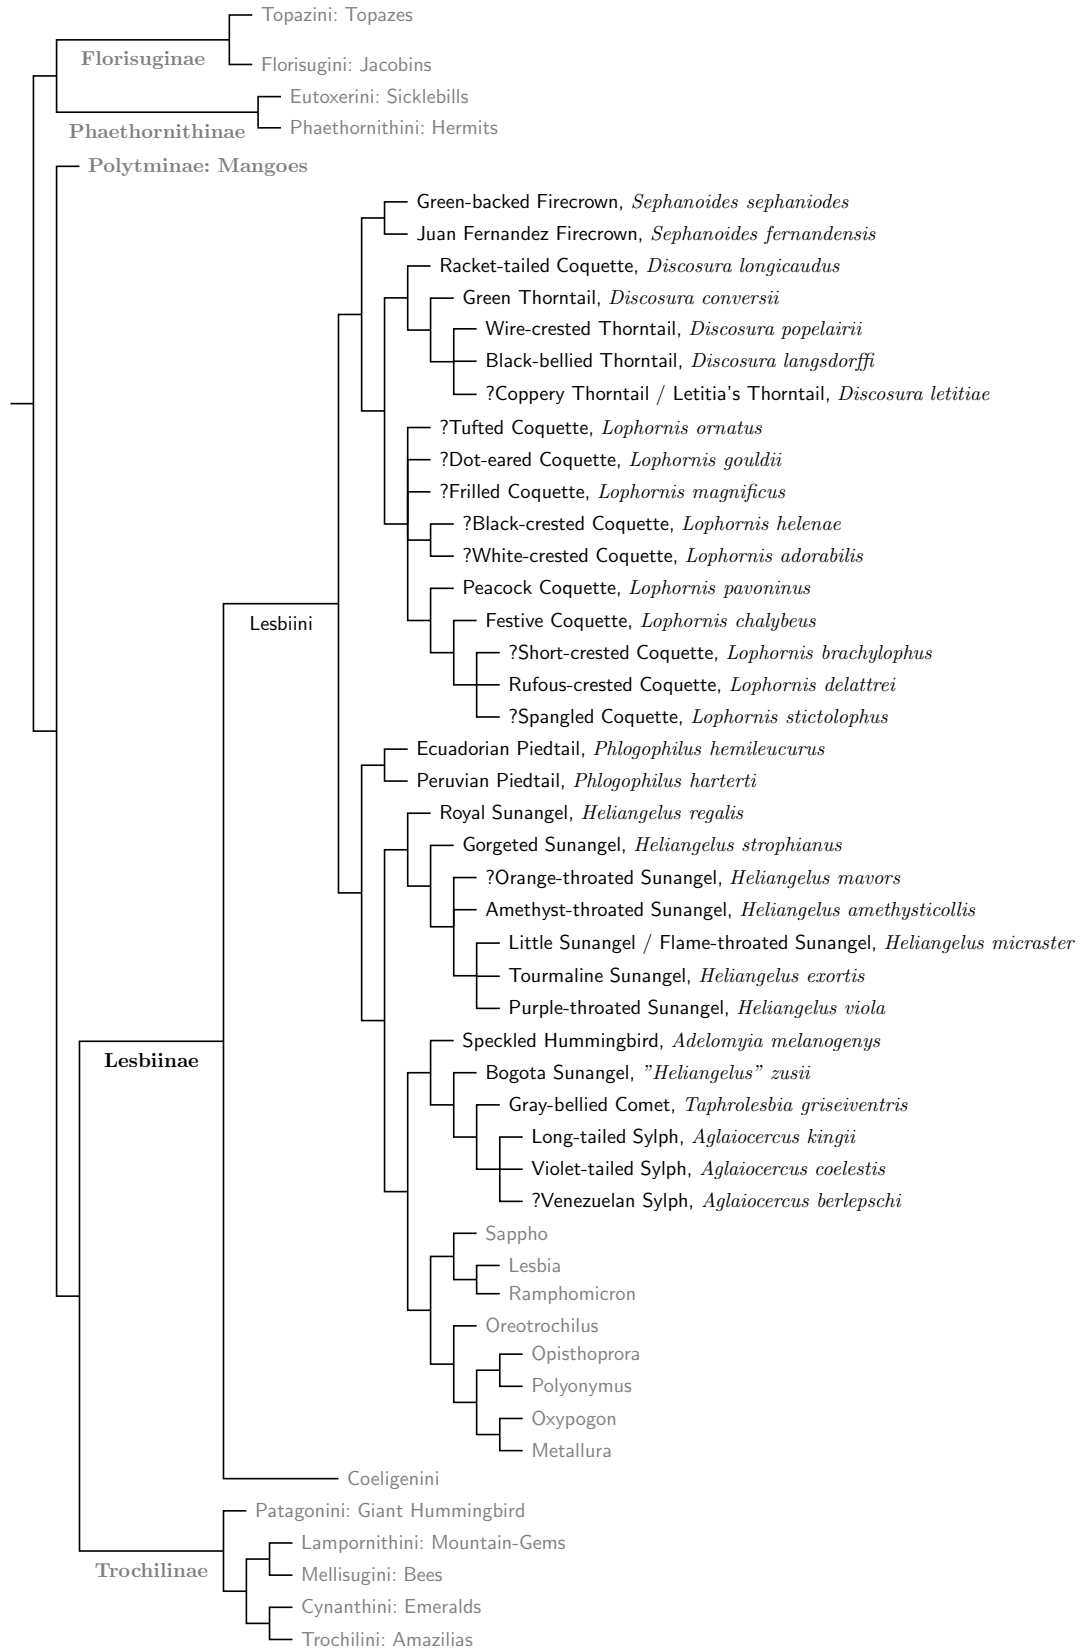 Topazini: Topazes
Florisuginae
Florisugini: Jacobins
Eutoxerini: Sicklebills
Phaethornithinae
Phaethornithini: Hermits
Polytminae: Mangoes
Green-backed Firecrown, Sephanoides sephaniodes
Juan Fernandez Firecrown, Sephanoides fernandensis
Racket-tailed Coquette, Discosura longicaudus
Green Thorntail, Discosura conversii
Wire-crested Thorntail, Discosura popelairii
Black-bellied Thorntail, Discosura langsdorffi
?Coppery Thorntail / Letitia's Thorntail, Discosura letitiae
?Tufted Coquette, Lophornis ornatus
?Dot-eared Coquette, Lophornis gouldii
?Frilled Coquette, Lophornis magnificus
?Black-crested Coquette, Lophornis helenae
?White-crested Coquette, Lophornis adorabilis
Peacock Coquette, Lophornis pavoninus
Lesbiini
Festive Coquette, Lophornis chalybeus
?Short-crested Coquette, Lophornis brachylophus
Rufous-crested Coquette, Lophornis delattrei
?Spangled Coquette, Lophornis stictolophus
Ecuadorian Piedtail, Phlogophilus hemileucurus
Peruvian Piedtail, Phlogophilus harterti
Royal Sunangel, Heliangelus regalis
Gorgeted Sunangel, Heliangelus strophianus
?Orange-throated Sunangel, Heliangelus mavors
Amethyst-throated Sunangel, Heliangelus amethysticollis
Little Sunangel / Flame-throated Sunangel, Heliangelus micraster
Tourmaline Sunangel, Heliangelus exortis
Purple-throated Sunangel, Heliangelus viola
Speckled Hummingbird, Adelomyia melanogenys
Lesbiinae
Bogota Sunangel, "Heliangelus" zusii
Gray-bellied Comet, Taphrolesbia griseiventris
Long-tailed Sylph, Aglaiocercus kingii
Violet-tailed Sylph, Aglaiocercus coelestis
?Venezuelan Sylph, Aglaiocercus berlepschi
Sappho
Lesbia
Ramphomicron
Oreotrochilus
Opisthoprora
Polyonymus
Oxypogon
Metallura
Coeligenini
Patagonini: Giant Hummingbird
Lampornithini: Mountain-Gems
Trochilinae
Mellisugini: Bees
Cynanthini: Emeralds
Trochilini: Amazilias